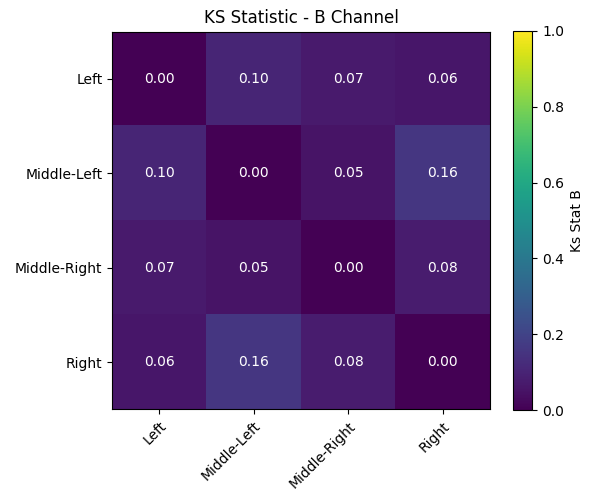 KS Statistic - B Channel
Left 0.00 0.10 0.07 0.06
Middle-Left 0.10 0.00 0.05 0.16
Middle-Right 0.07 0.05 0.00 0.08
Right 0.06 0.16 0.08 0.00
Left Middle-Left Middle-Right Right
1.0
0.8
0.6
0.4
0.2
0.0
Ks Stat B